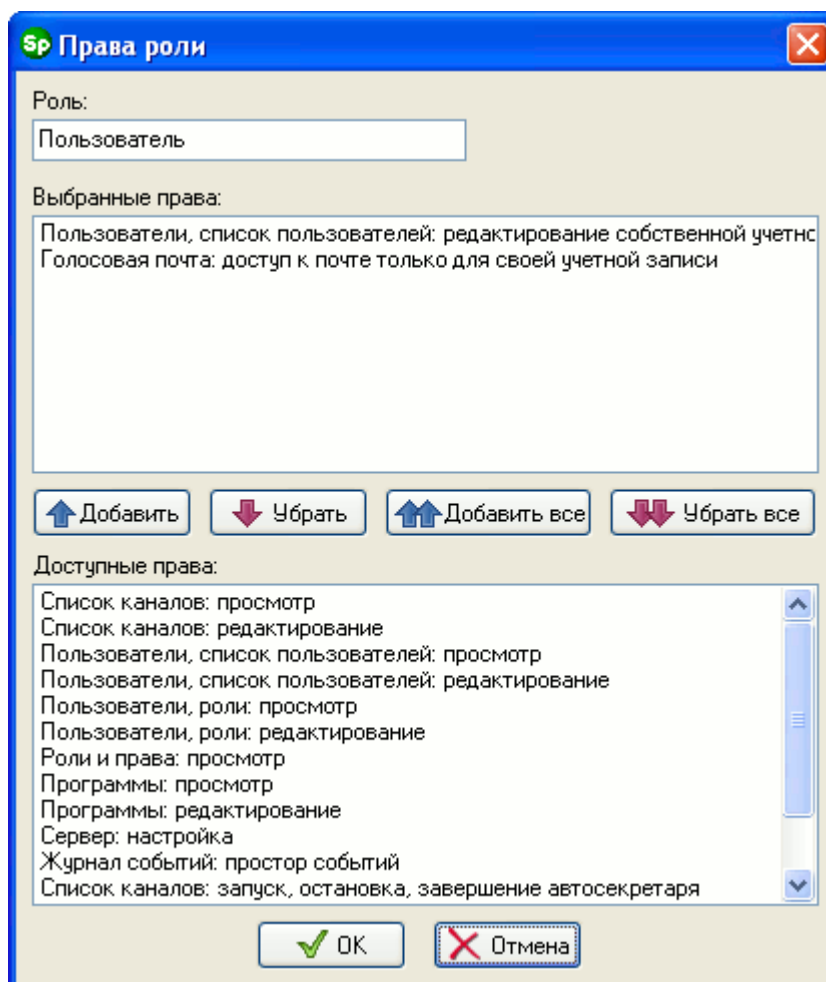 Sp Права роли
Роль:
Пользователь
Выбранные права:
Пользователи, список пользователей: редактирование собственной учетно
Голосовая почта: доступ к почте только для своей учетной записи
Добавить Убрать Добавить все Убрать все
Доступные права:
Список каналов: просмотр
Список каналов: редактирование
Пользователи, список пользователей: просмотр
Пользователи, список пользователей: редактирование
Пользователи, роли: просмотр
Пользователи, роли: редактирование
Роли и права: просмотр
Программы: просмотр
Программы: редактирование
Сервер: настройка
Журнал событий: простор событий
Список каналов: запуск, остановка, завершение автосекретаря
OK Отмена